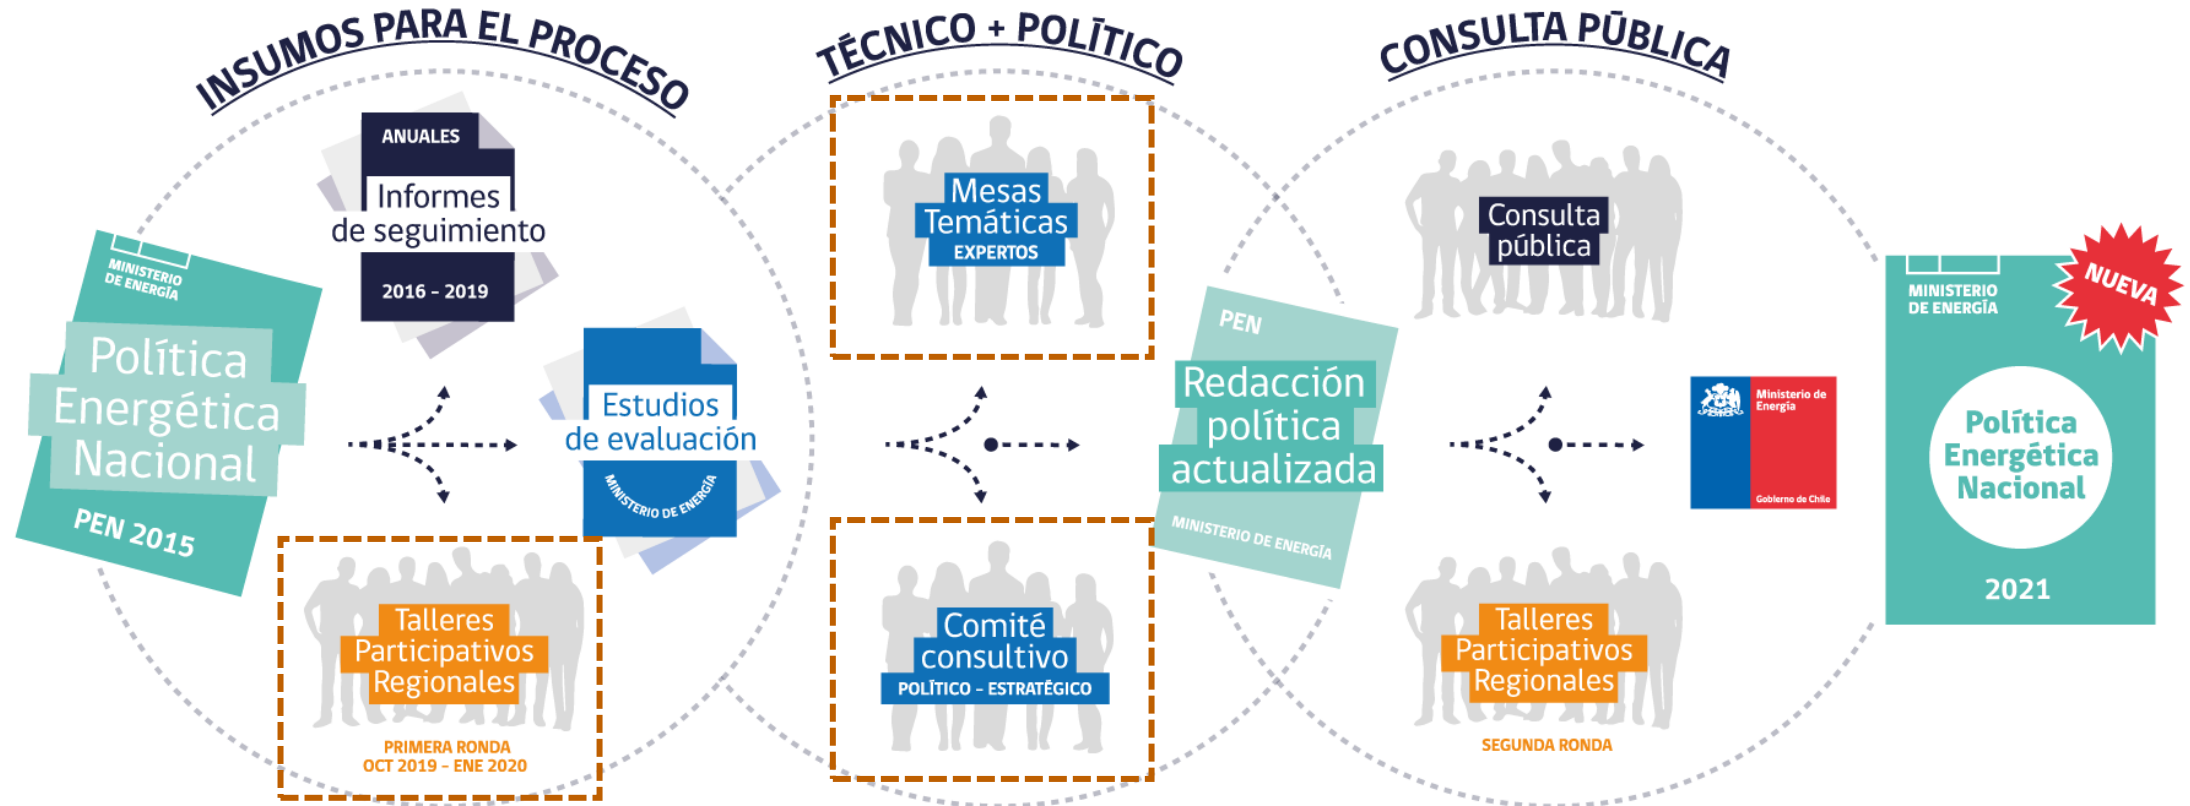 INSUMOS PARA EL PROCESO
TÉCNICO + POLÍTICO
CONSULTA PÚBLICA
MINISTERIO
DE ENERGÍA
Política
Energética
Nacional
PEN 2015
ANUALES
Informes
de seguimiento
2016 - 2019
Estudios
de evaluación
MINISTERIO DE ENERGÍA
Talleres
Participativos
Regionales
PRIMERA RONDA
OCT 2019 - ENE 2020
Mesas
Temáticas
EXPERTOS
Comité
consultivo
POLÍTICO - ESTRATÉGICO
PEN
Redacción
política
actualizada
MINISTERIO DE ENERGÍA
Consulta
pública
Talleres
Participativos
Regionales
SEGUNDA RONDA
Ministerio de
Energía
Gobierno de Chile
MINISTERIO
DE ENERGÍA
NUEVA
Política
Energética
Nacional
2021